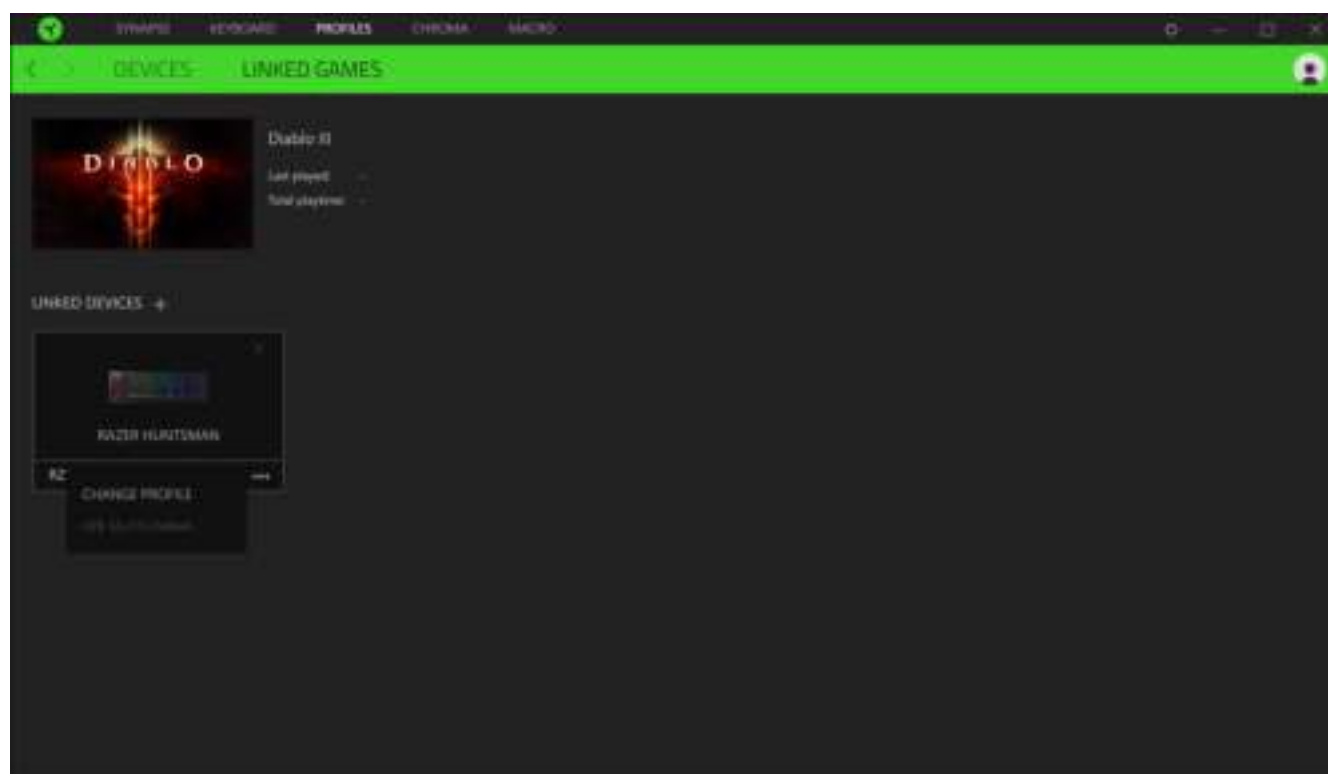 SYNAPSE KEYBOARD PROFILES CHROMA MACRO
DEVICES LINKED GAMES
DIABLO
Diablo III
Last played: -
Total playtime: -
LINKED DEVICES +
RAZER HUNTSMAN
RZ
CHANGE PROFILE